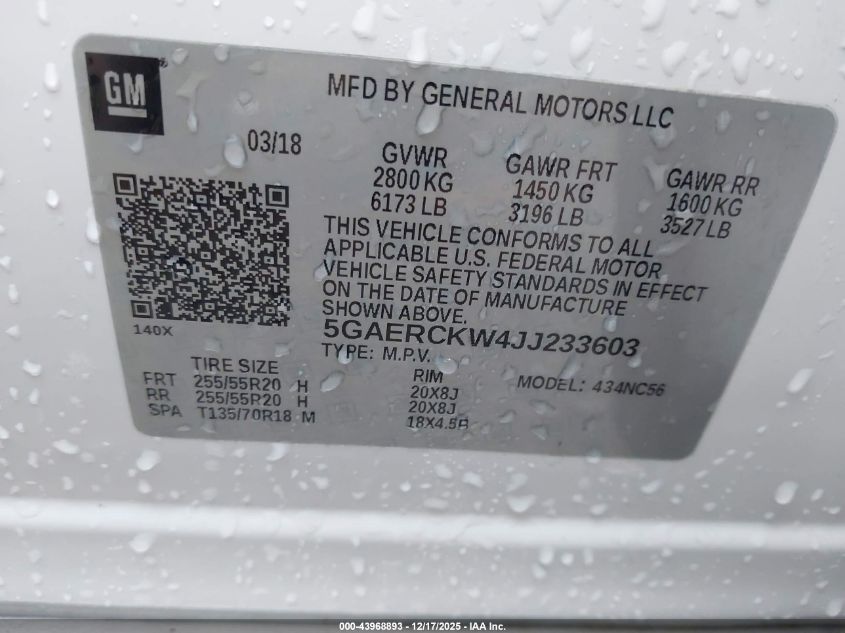 GM
MFD BY GENERAL MOTORS LLC
03/18
GVWR
2800 KG
6173 LB
GAWR FRT
1450 KG
3196 LB
GAWR RR
1600 KG
3527 LB
THIS VEHICLE CONFORMS TO ALL
APPLICABLE U.S. FEDERAL MOTOR
VEHICLE SAFETY STANDARDS IN EFFECT
ON THE DATE OF MANUFACTURE
SHOWN ABOVE.
5GAERCKW4JJ233603
TYPE: M.P.V.
140X
TIRE SIZE
FRT 255/55R20 H
RR 255/55R20 H
SPA T135/70R18 M
RIM
20X8J
20X8J
18X4.5B
MODEL: 434NC56
000-43968893 - 12/17/2025 - IAA Inc.